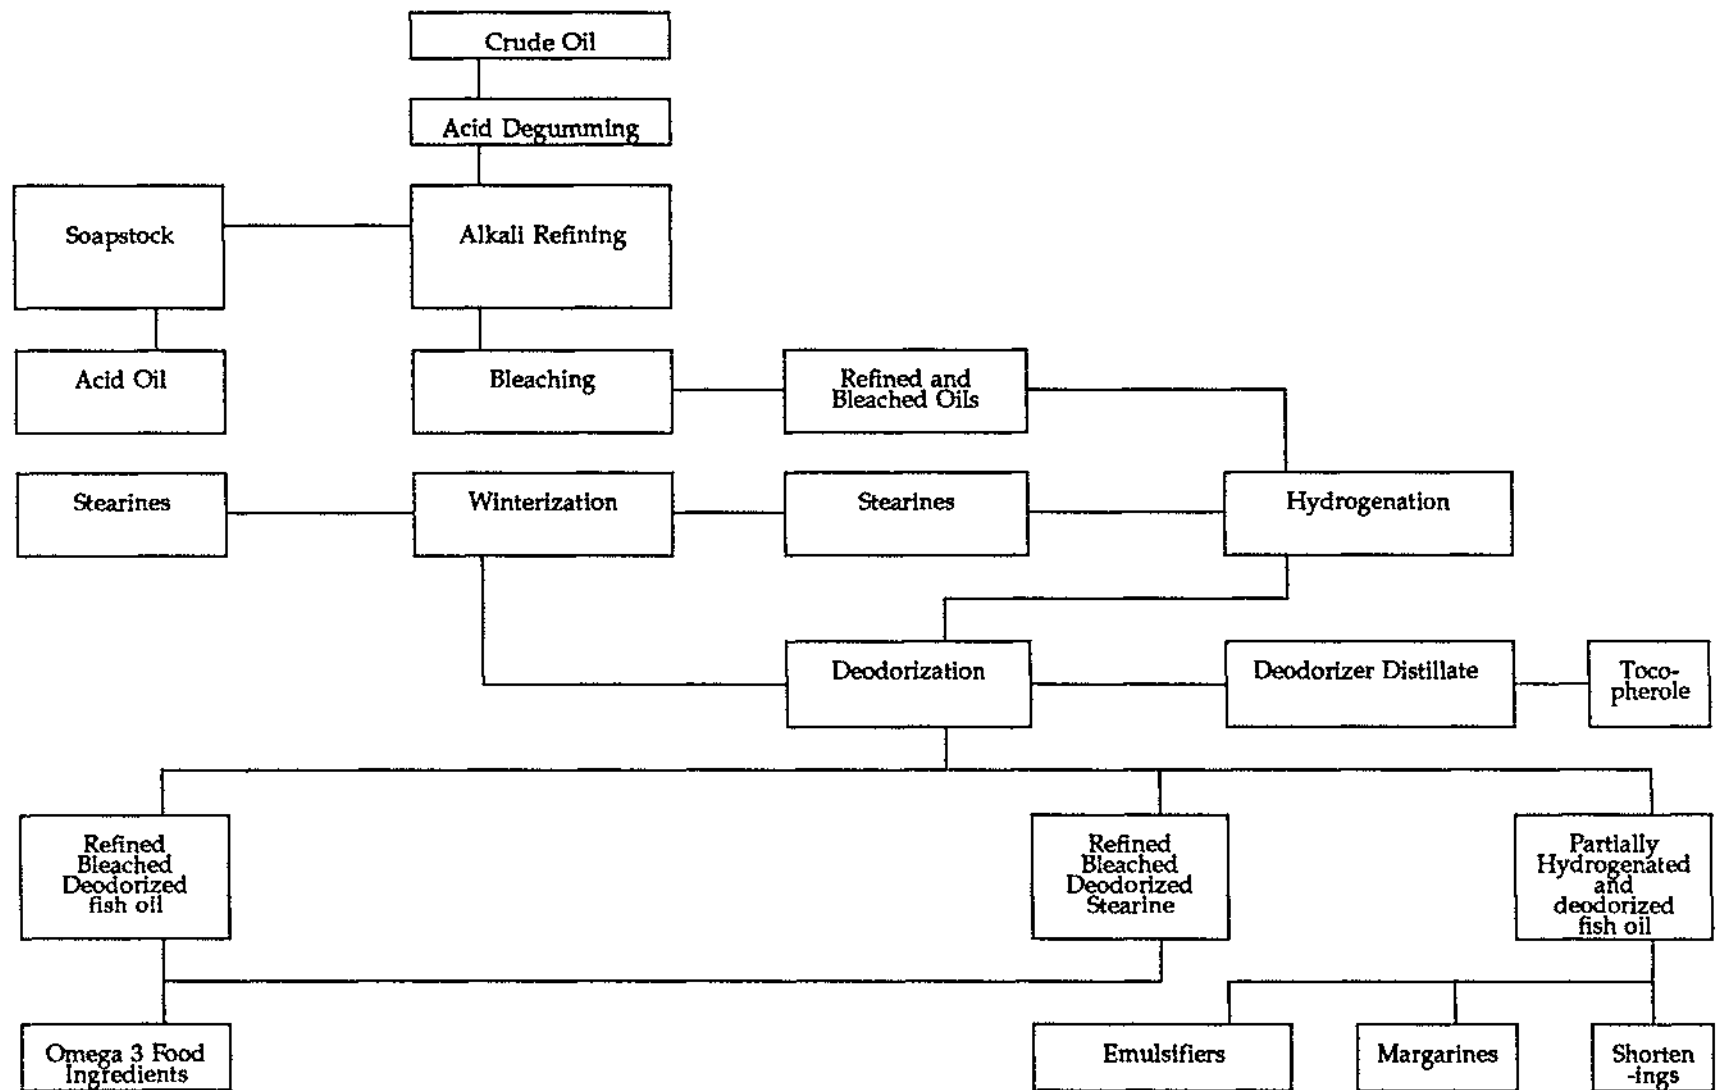 Crude Oil
Acid Degumming
Soapstock
Alkali Refining
Acid Oil
Bleaching
Refined and
Bleached Oils
Stearines
Winterization
Stearines
Hydrogenation
Deodorization
Deodorizer Distillate
Toco-
pherole
Refined
Bleached
Deodorized
fish oil
Refined
Bleached
Deodorized
Stearine
Partially
Hydrogenated
and
deodorized
fish oil
Omega 3 Food
Ingredients
Emulsifiers
Margarines
Shorten
-ings